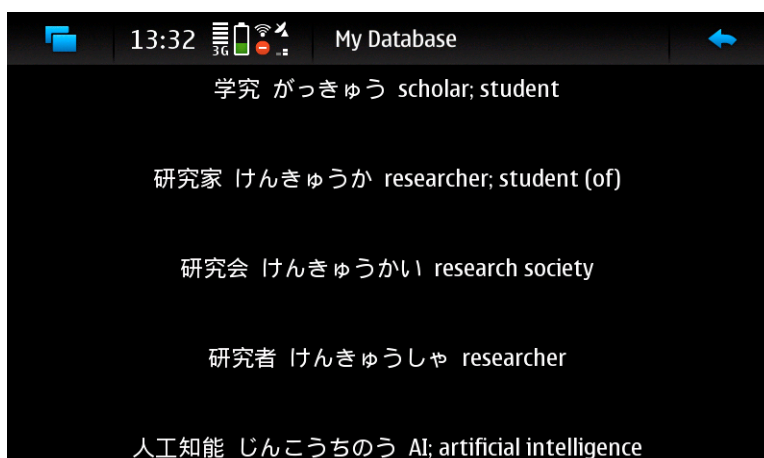 13:32 3G My Database
学究 がっきゅう scholar; student
研究家 けんきゅうか researcher; student (of)
研究会 けんきゅうかい research society
研究者 けんきゅうしゃ researcher
人工知能 じんこうちのう AI; artificial intelligence